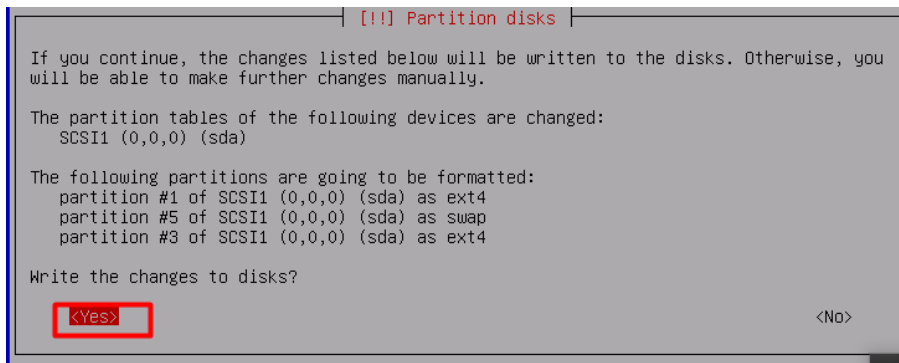 [!!] Partition disks
If you continue, the changes listed below will be written to the disks. Otherwise, you
will be able to make further changes manually.
The partition tables of the following devices are changed:
SCSI1 (0,0,0) (sda)
The following partitions are going to be formatted:
partition #1 of SCSI1 (0,0,0) (sda) as ext4
partition #5 of SCSI1 (0,0,0) (sda) as swap
partition #3 of SCSI1 (0,0,0) (sda) as ext4
Write the changes to disks?
<Yes> <No>